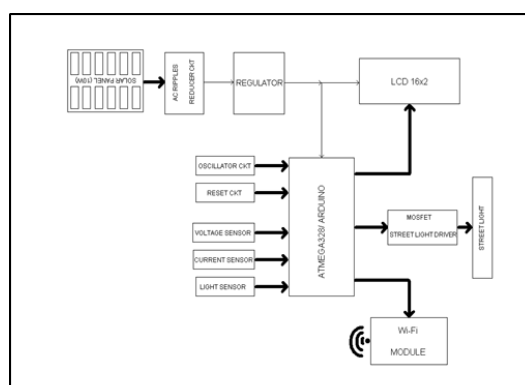 SOLAR PANEL (10W)
AC RIPPLES
REDUCER CKT
REGULATOR
LCD 16x2
OSCILLATOR CKT
RESET CKT
VOLTAGE SENSOR
CURRENT SENSOR
LIGHT SENSOR
ATMEGA328/ ARDUINO
MOSFET
STREET LIGHT DRIVER
STREET LIGHT
Wi-Fi
MODULE